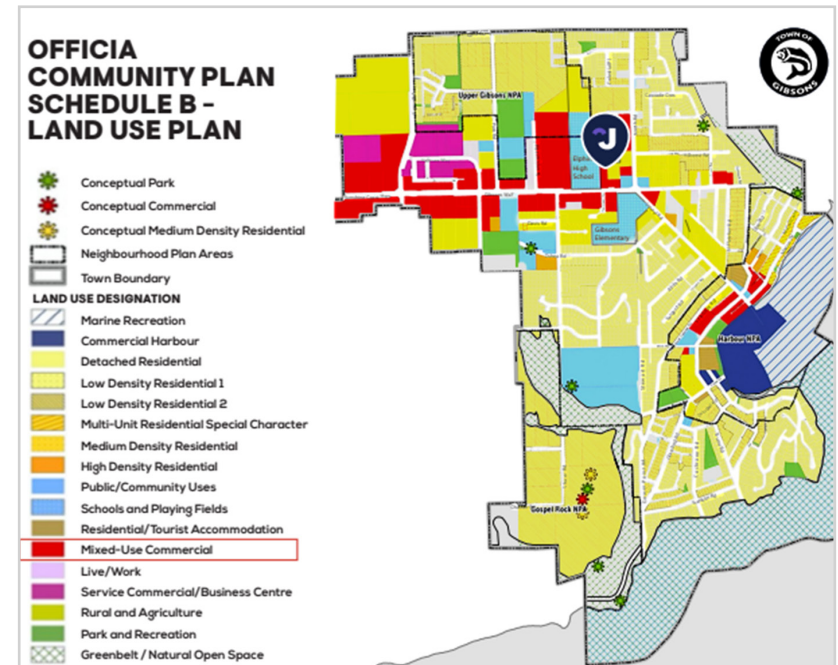 OFFICIA
COMMUNITY PLAN
SCHEDULE B -
LAND USE PLAN
TOWN OF
GIBSONS
Conceptual Park
Conceptual Commercial
Conceptual Medium Density Residential
Neighbourhood Plan Areas
Town Boundary
LAND USE DESIGNATION
Marine Recreation
Commercial Harbour
Detached Residential
Low Density Residential 1
Low Density Residential 2
Multi-Unit Residential Special Character
Medium Density Residential
High Density Residential
Public/Community Uses
Schools and Playing Fields
Residential/Tourist Accommodation
Mixed-Use Commercial
Live/Work
Service Commercial/Business Centre
Rural and Agriculture
Park and Recreation
Greenbelt / Natural Open Space
Upper Gibsons NPA
J
High
School
Gibsons
Elementary
Harbour NPA
Gospel Rock NPA